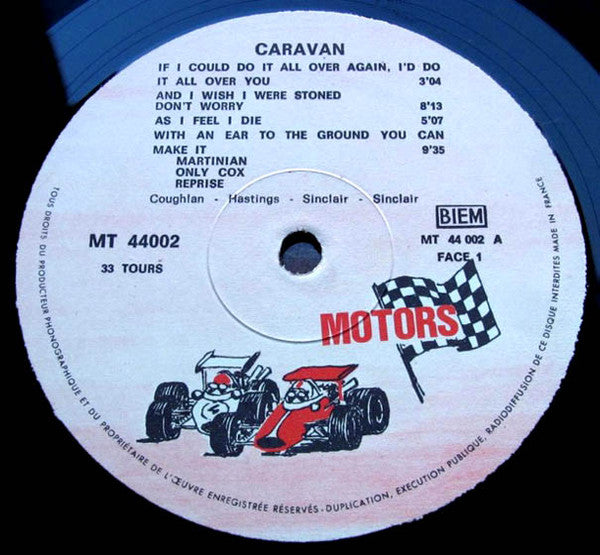 CARAVAN
IF I COULD DO IT ALL OVER AGAIN, I'D DO
IT ALL OVER YOU 3'04
AND I WISH I WERE STONED
DON'T WORRY 8'13
AS I FEEL I DIE 5'07
WITH AN EAR TO THE GROUND YOU CAN
MAKE IT 9'35
MARTINIAN
ONLY COX
REPRISE
Coughlan - Hastings - Sinclair - Sinclair
BIEM
MT 44002
MT 44 002 A
33 TOURS
FACE 1
MOTORS
TOUS DROITS DU PRODUCTEUR PHONOGRAPHIQUE ET DU PROPRIÉTAIRE DE L'ŒUVRE ENREGISTRÉE RÉSERVÉS - DUPLICATION, EXECUTION PUBLIQUE, RADIODIFFUSION DE CE DISQUE INTERDITES MADE IN FRANCE